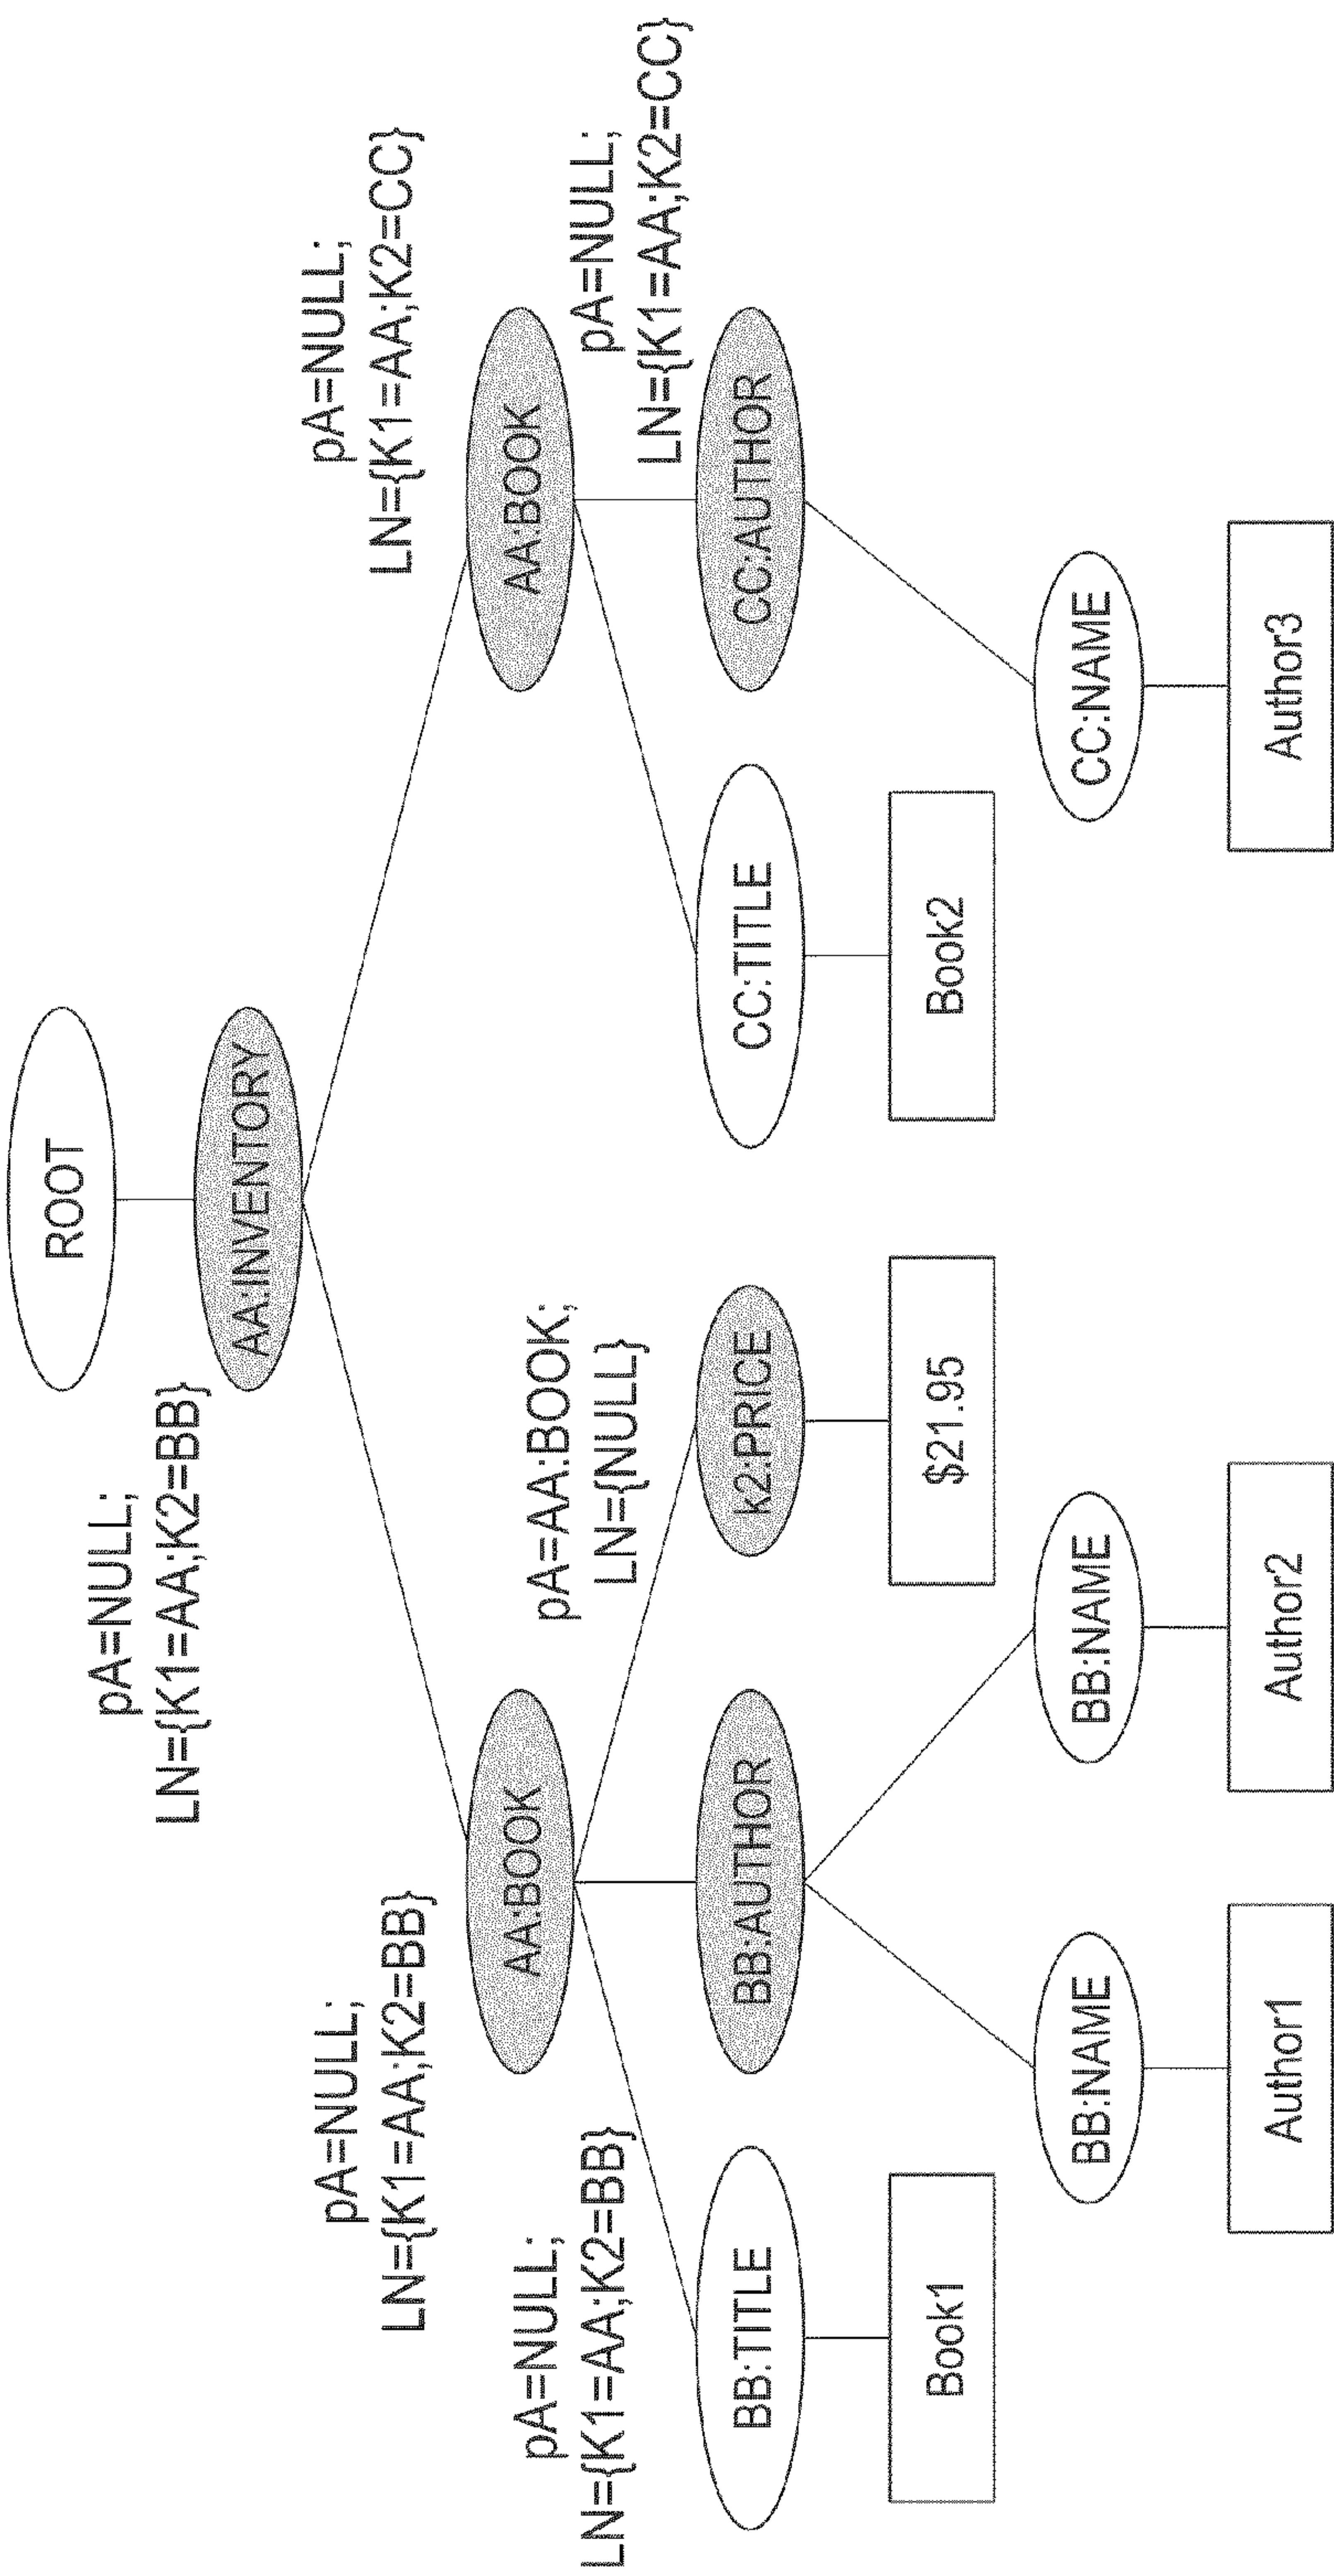 ROOT
pA=NULL;
LN={K1=AA;K2=BB}
AA:INVENTORY
pA=NULL;
LN={K1=AA;K2=BB}
AA:BOOK
pA=NULL;
LN={K1=AA;K2=CC}
AA:BOOK
pA=NULL;
LN={K1=AA;K2=BB}
BB:TITLE
BB:AUTHOR
pA=AA:BOOK;
LN={NULL}
k2:PRICE
CC:TITLE
pA=NULL;
LN={K1=AA;K2=CC}
CC:AUTHOR
Book1
$21.95
Book2
BB:NAME
BB:NAME
CC:NAME
Author1
Author2
Author3